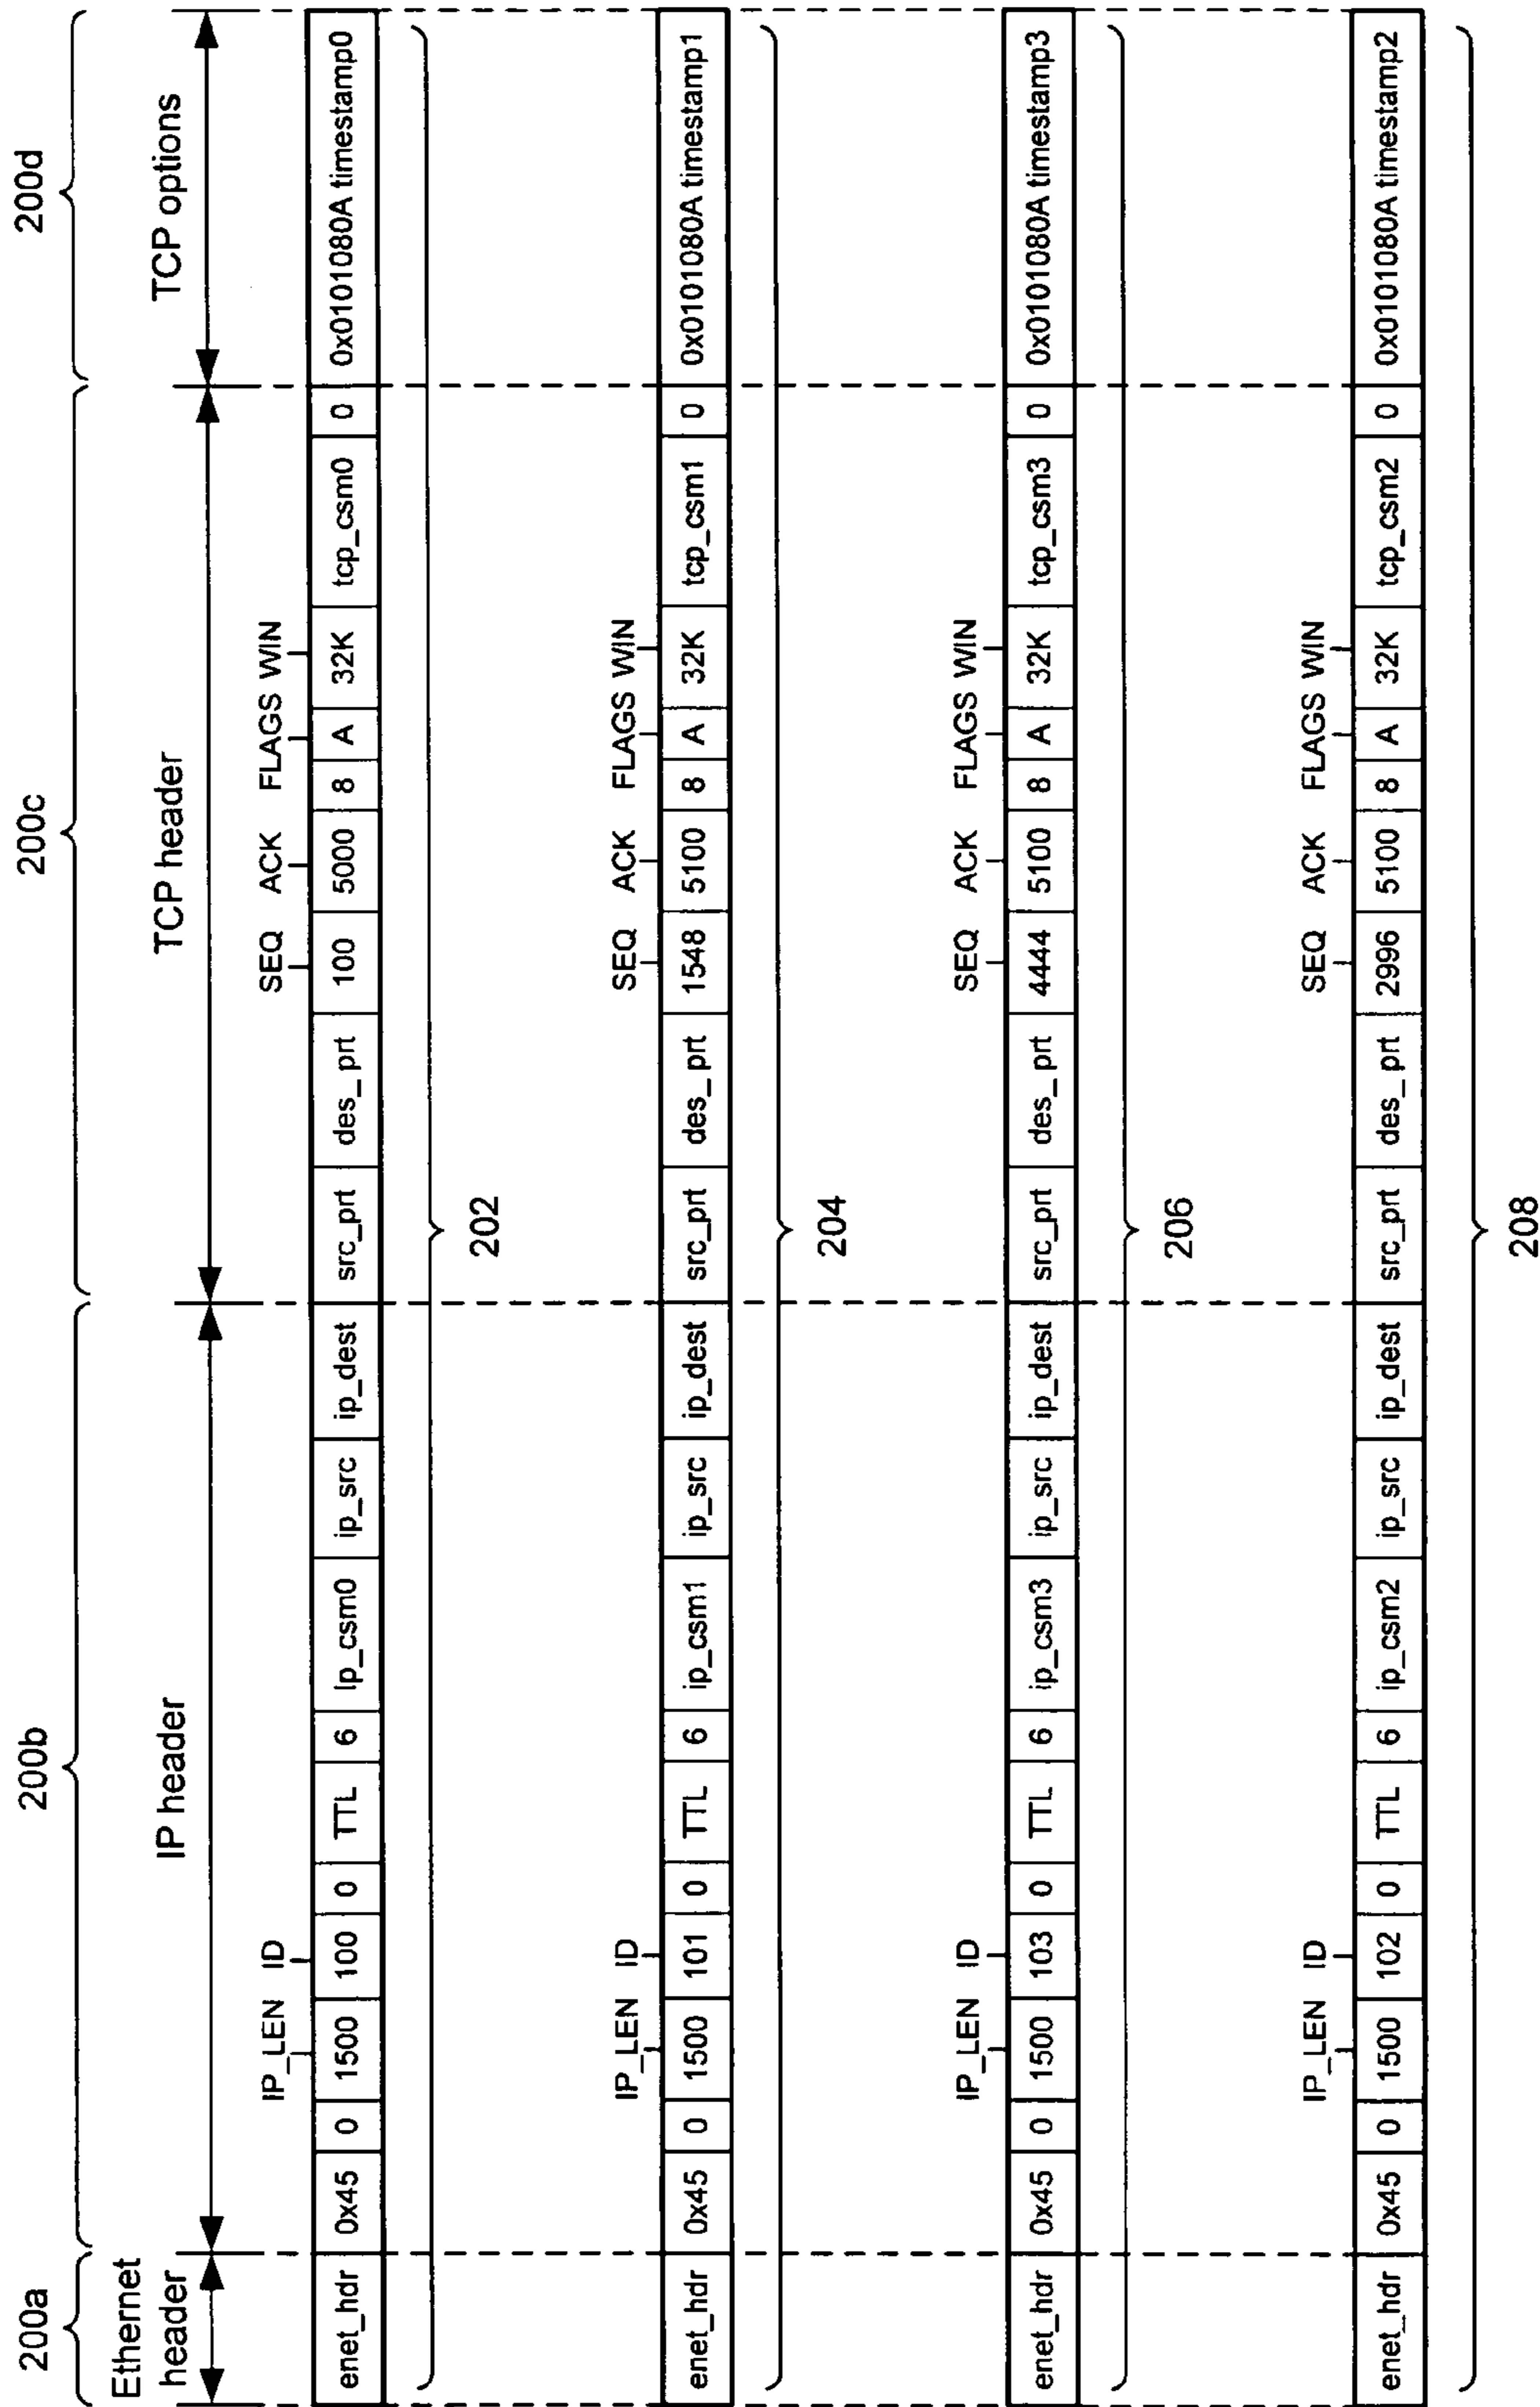 200a 200b 200c 200d
Ethernet header IP header TCP header TCP options
IP_LEN ID SEQ ACK FLAGS WIN
enet_hdr 0x45 0 1500 100 0 TTL 6 Ip_csm0 ip_src ip_dest src_prt des_prt 100 5000 8 A 32K tcp_csm0 0 0x0101080A timestamp0
202
IP_LEN ID SEQ ACK FLAGS WIN
enet_hdr 0x45 0 1500 101 0 TTL 6 ip_csm1 ip_src ip_dest src_prt des_prt 1548 5100 8 A 32K tcp_csm1 0 0x0101080A timestamp1
204
IP_LEN ID SEQ ACK FLAGS WIN
enet_hdr 0x45 0 1500 103 0 TTL 6 ip_csm3 ip_src ip_dest src_prt des_prt 4444 5100 8 A 32K tcp_csm3 0 0x0101080A timestamp3
206
IP_LEN ID SEQ ACK FLAGS WIN
enet_hdr 0x45 0 1500 102 0 TTL 6 ip_csm2 ip_src ip_dest src_prt des_prt 2996 5100 8 A 32K tcp_csm2 0 0x0101080A timestamp2
208